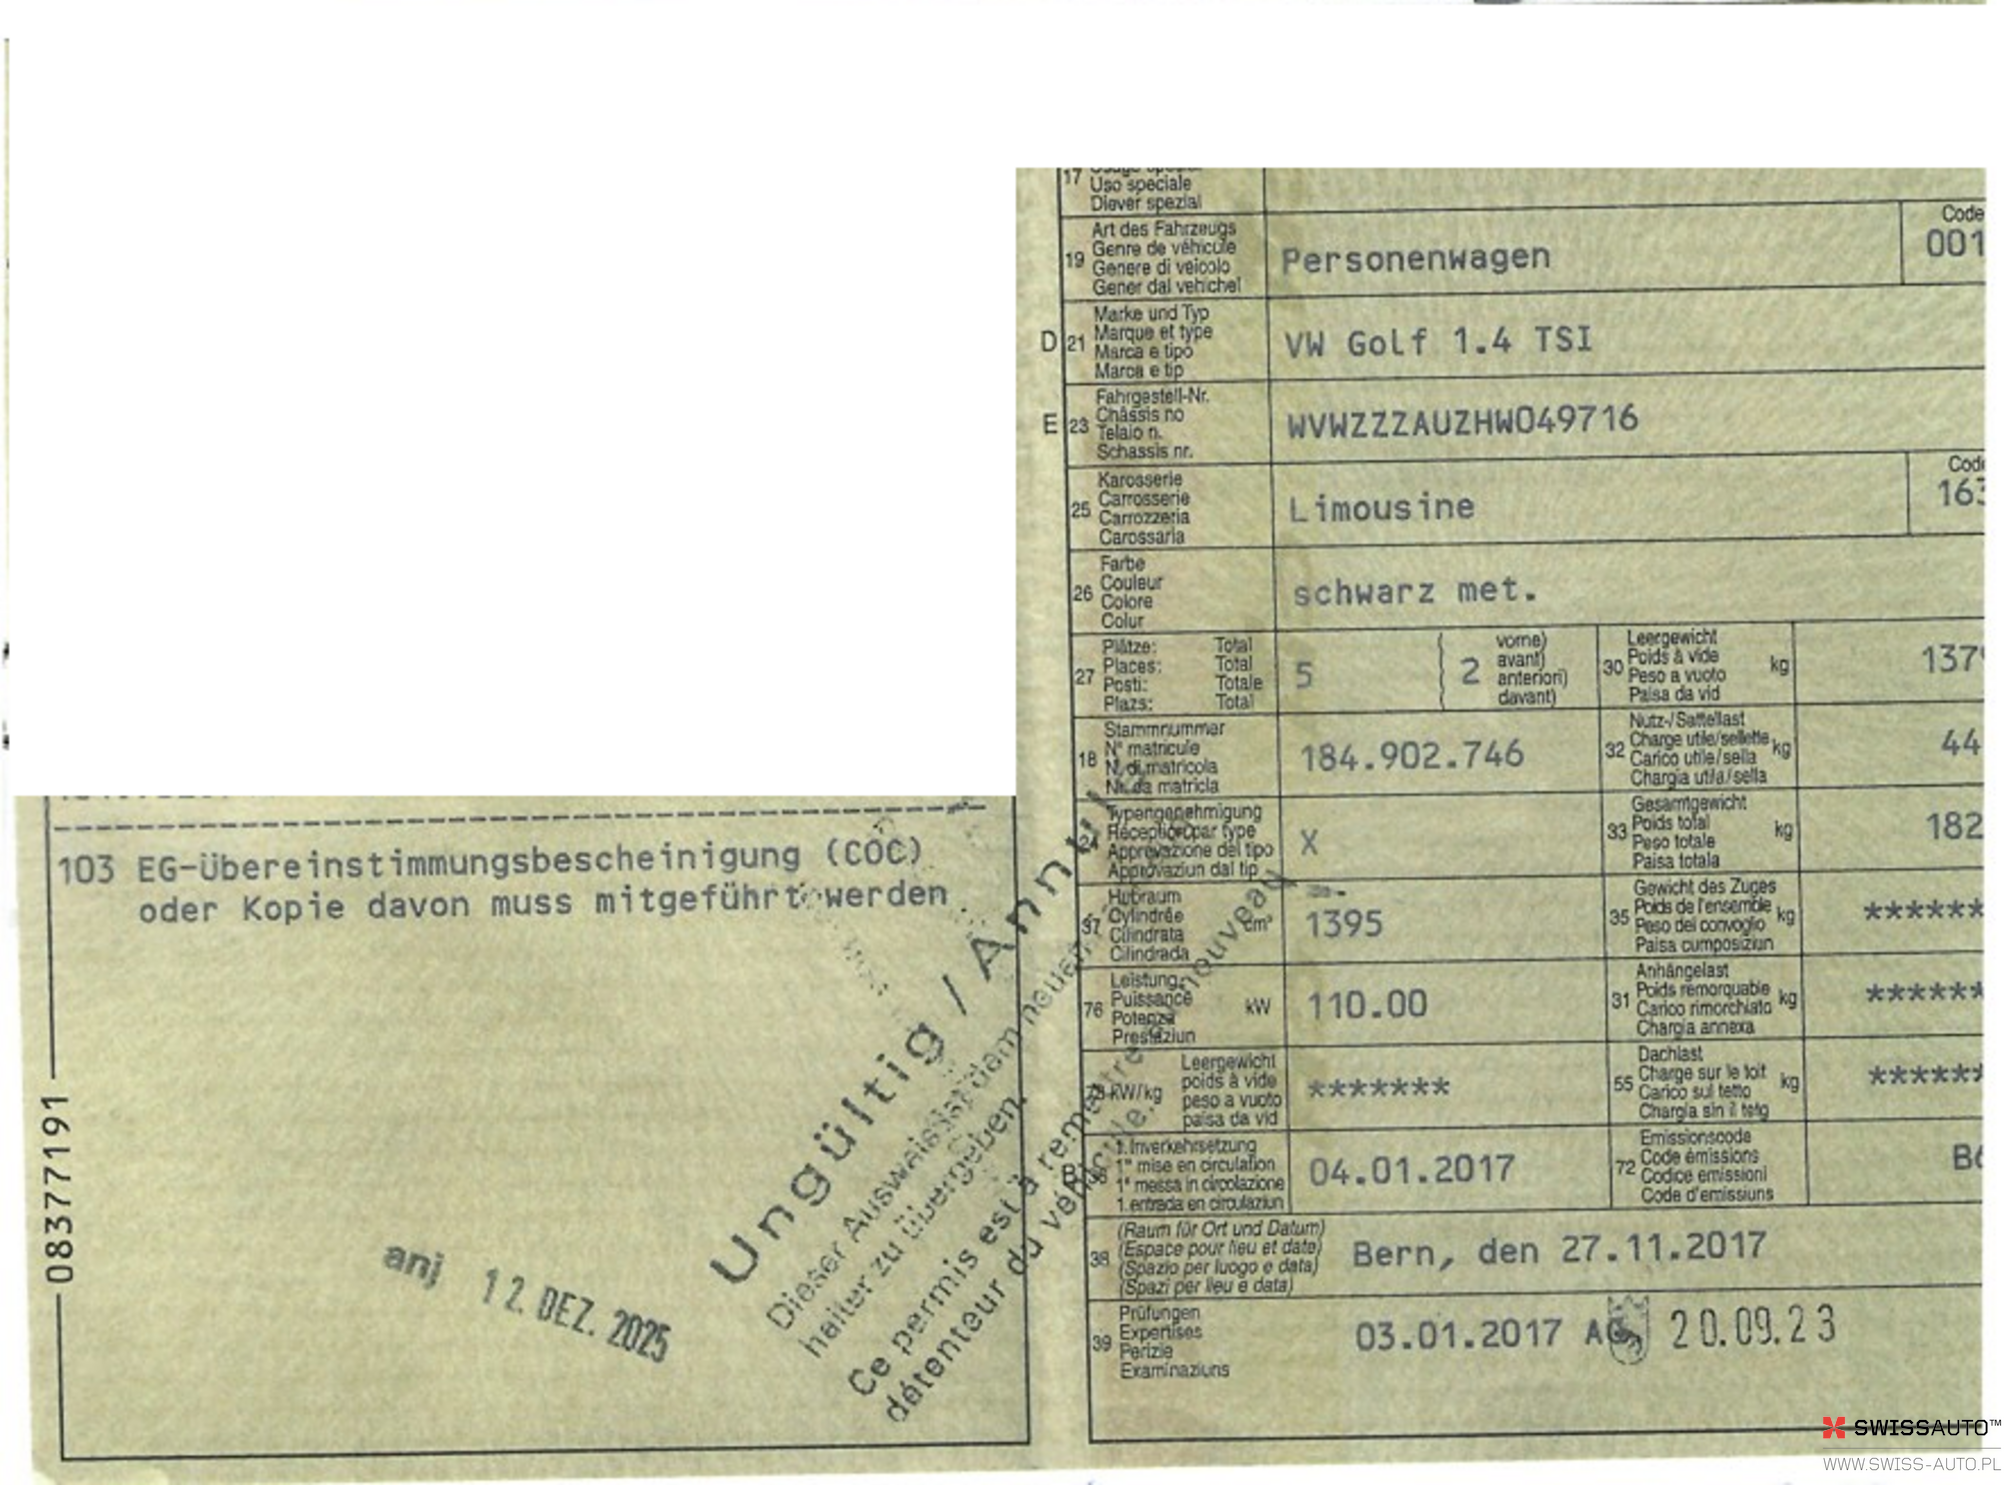 17
Uso speciale
Diever spezial
19 Art des Fahrzeugs
Genre de véhicule
Genere di veicolo
Gener dal vehichel
Personenwagen
Code
001
D 21 Marke und Typ
Marque et type
Marca e tipo
Marca e tip
VW Golf 1.4 TSI
E 23 Fahrgestell-Nr.
Châssis no
Telaio n.
Schassis nr.
WVWZZZAUZHW049716
25 Karosserie
Carrosserie
Carrozzeria
Carossaria
Limousine
163
26 Farbe
Couleur
Colore
Colur
schwarz met.
27 Plätze: Total
Places: Total
Posti: Totale
Plazs: Total
5
2
vorne)
avant)
anteriori)
davant)
30 Leergewicht
Poids à vide kg
Peso a vuoto
Paisa da vid
137
18 Stammnummer
N° matricule
N. di matricola
Nr. da matricla
184.902.746
32 Nutz-/Sattellast
Charge utile/sellette kg
Carico utile/sella
Chargia utila/sella
44
24 Typengenehmigung
Réception par type
Approvazione del tipo
Approvaziun dal tip
X
33 Gesamtgewicht
Poids total kg
Peso totale
Paisa totala
182
37 Hubraum
Cylindrée cm³
Cilindrata
Cilindrada
1395
35 Gewicht des Zuges
Poids de l'ensemble kg
Peso del convoglio
Paisa cumposiziun
******
76 Leistung
Puissance kW
Potenza
Prestaziun
110.00
31 Anhängelast
Poids remorquable kg
Carico rimorchiato
Chargia annexa
******
78 kW/kg Leergewicht
poids à vide
peso a vuoto
paisa da vid
*******
55 Dachlast
Charge sur le toit kg
Carico sul tetto
Chargia sin il tetg
******
B 36 1. Inverkehrsetzung
1re mise en circulation
1a messa in circolazione
1. entrada en circulaziun
04.01.2017
72 Emissionscode
Code émissions
Codice emissioni
Code d'emissiuns
B6
38 (Raum für Ort und Datum)
(Espace pour lieu et date)
(Spazio per luogo e data)
(Spazi per lieu e data)
Bern, den 27.11.2017
39 Prüfungen
Expertises
Perizie
Examinaziuns
03.01.2017 AG 20.09.23
103 EG-Übereinstimmungsbescheinigung (COC)
oder Kopie davon muss mitgeführt werden
08377191
anj 12. DEZ. 2025
Ungültig / Annulé
Dieser Ausweis ist dem neuen
halter zu übergeben.
Ce permis est à remettre au nouveau
détenteur du véhicule.
SWISSAUTO™
WWW.SWISS-AUTO.PL